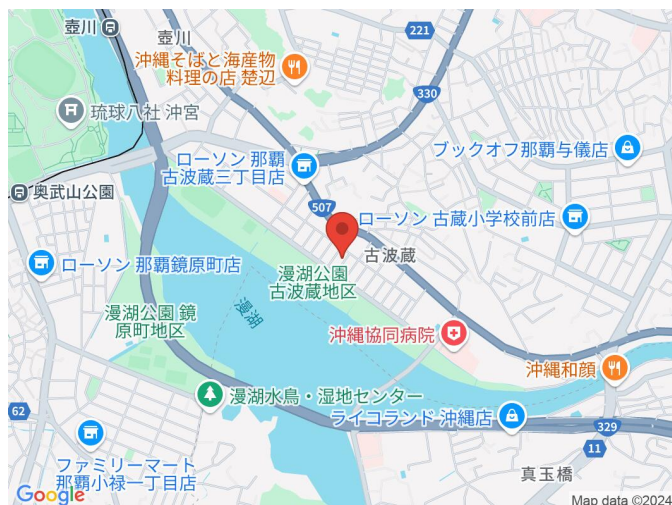 壺川
壺川
221
沖縄そばと海産物
料理の店 楚辺
330
琉球八社 沖宮
ローソン 那覇
古波蔵三丁目店
ブックオフ那覇与儀店
奥武山公園
507
ローソン 古蔵小学校前店
古波蔵
ローソン 那覇鏡原町店
漫湖公園
古波蔵地区
漫湖公園 鏡
原町地区
漫湖
沖縄協同病院
沖縄和顔
漫湖水鳥・湿地センター
ライコランド 沖縄店
62
329
11
ファミリーマート
那覇小禄一丁目店
真玉橋
Google
Map data ©2024